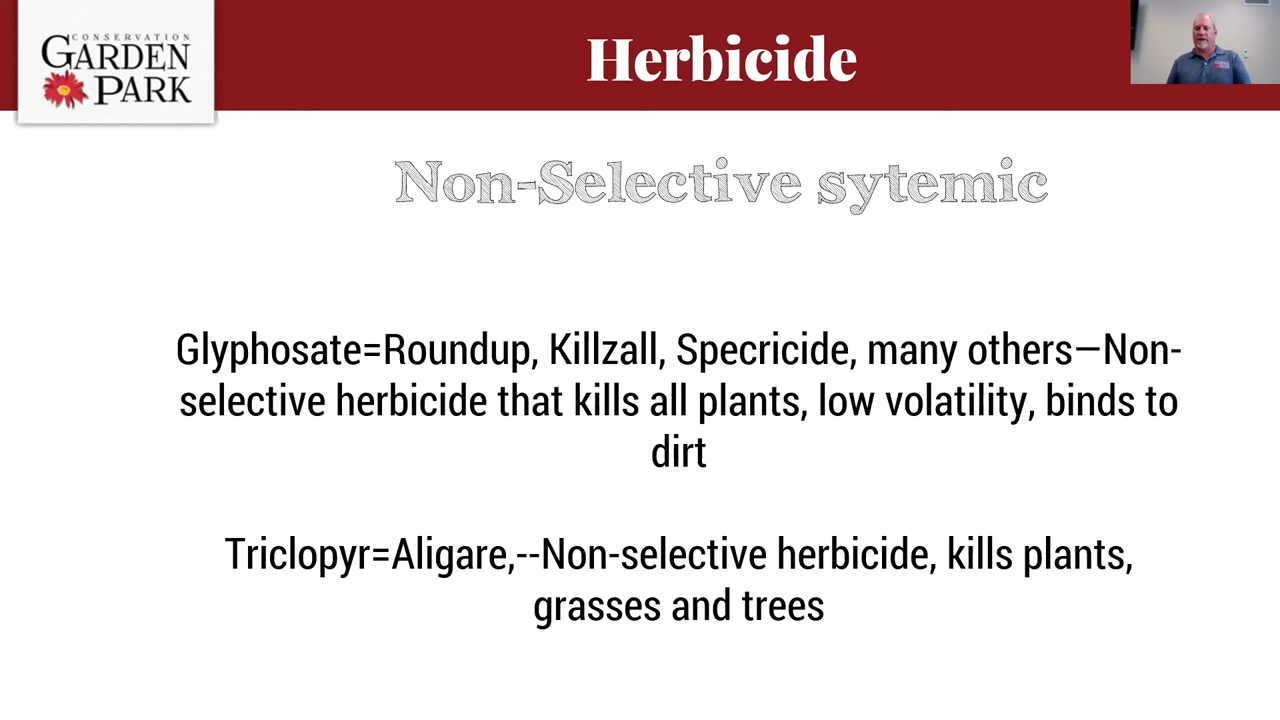 CONSERVATION
GARDEN
PARK
Herbicide
Non-Selective sytemic
Glyphosate=Roundup, Killzall, Specricide, many others—Non-
selective herbicide that kills all plants, low volatility, binds to
dirt
Triclopyr=Aligare,--Non-selective herbicide, kills plants,
grasses and trees